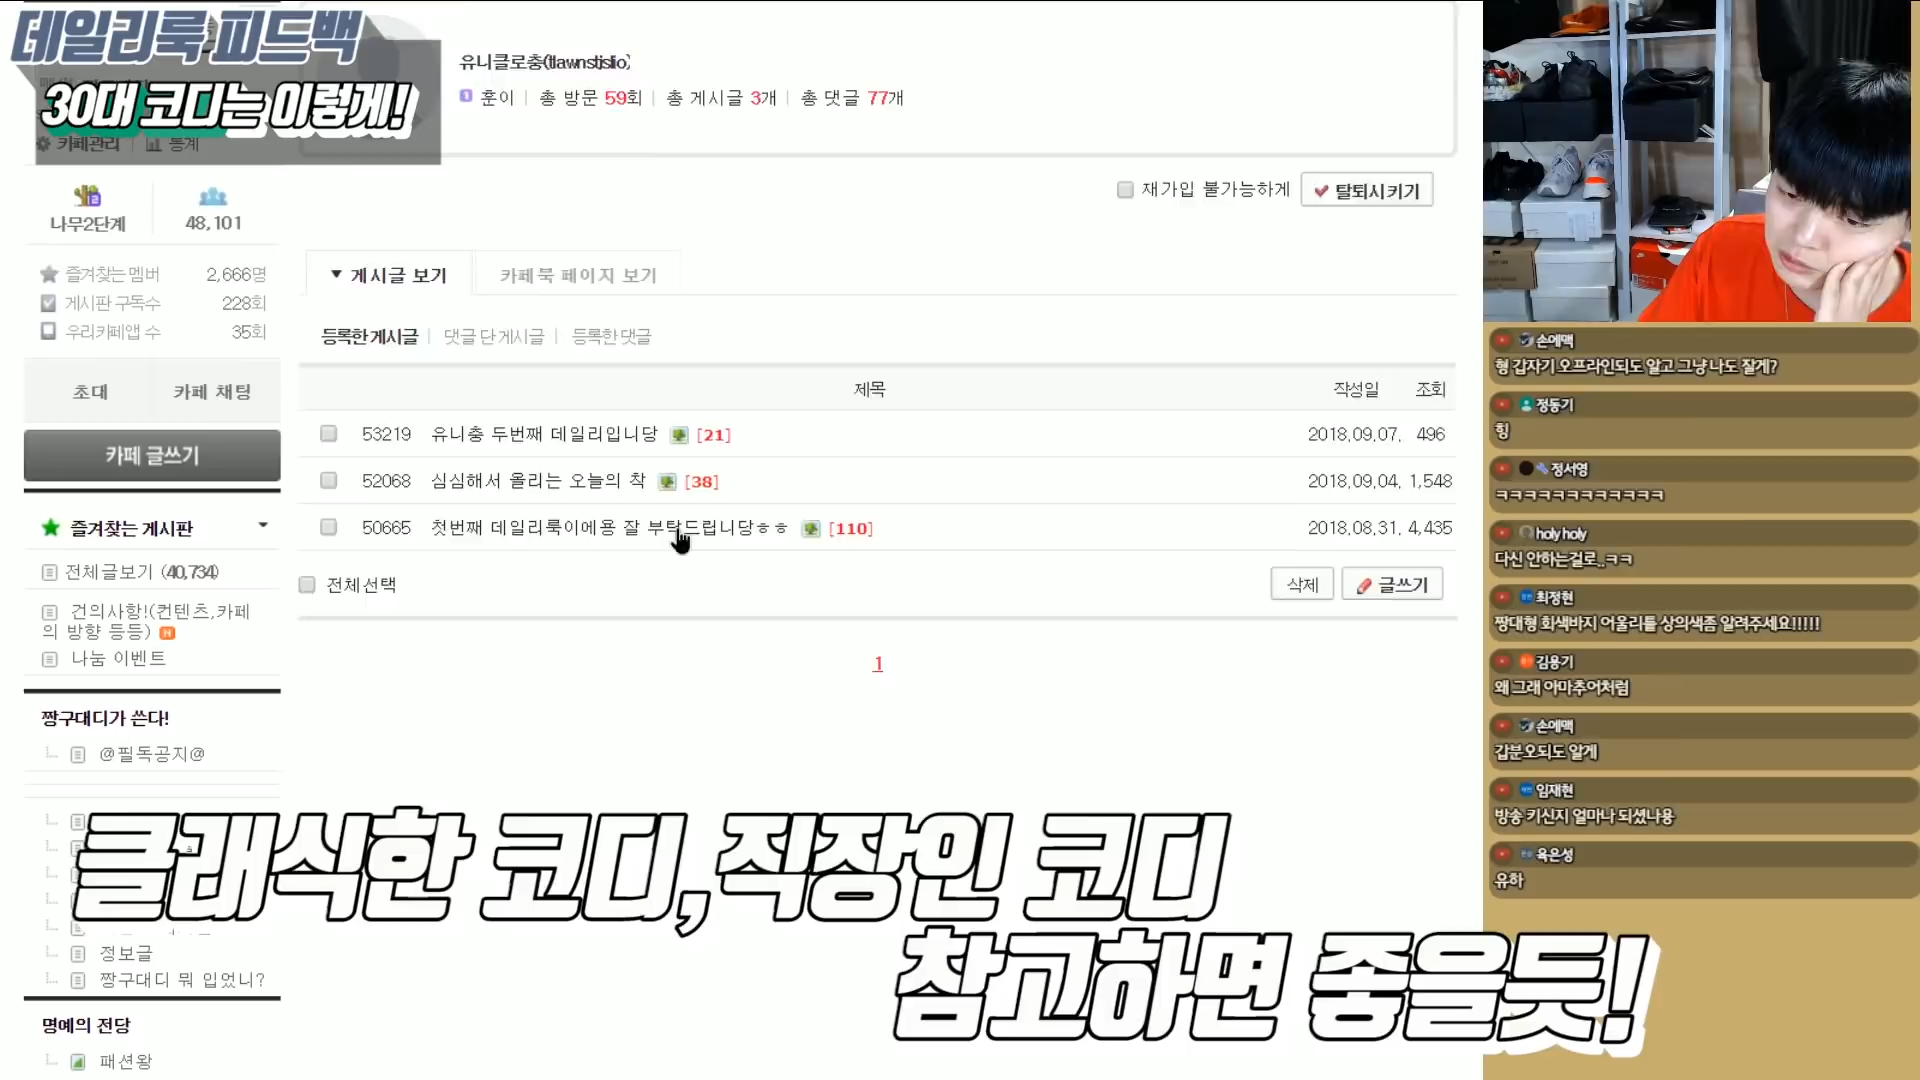 데일리룩 피드백
30대 코디는 이렇게!
카페관리 통계
유니클로충(tlawnstjslio)
훈이 총 방문 59회 총 게시글 3개 총 댓글 77개
재가입 불가능하게 탈퇴시키기
나무2단계 48,101
즐겨찾는 멤버 2,666명
게시판 구독수 228회
우리카페앱 수 35회
초대 카페 채팅
카페 글쓰기
즐겨찾는 게시판
전체글보기 (40,734)
건의사항!(컨텐츠,카페
의 방향 등등) N
나눔 이벤트
짱구대디가 쓴다!
@필독공지@
정보글
짱구대디 뭐 입었니?
명예의 전당
패션왕
▼ 게시글 보기 카페북 페이지 보기
등록한 게시글 댓글 단 게시글 등록한 댓글
제목 작성일 조회
53219 유니충 두번째 데일리입니당 [21] 2018.09.07. 496
52068 심심해서 올리는 오늘의 착 [38] 2018.09.04. 1,548
50665 첫번째 데일리룩이에용 잘 부탁드립니당ㅎㅎ [110] 2018.08.31. 4,435
전체선택 삭제 글쓰기
1
클래식한 코디,직장인 코디
참고하면 좋을듯!
손에맥
형 갑자기 오프라인되도 알고 그냥 나도 잘게?
정동기
힝
정서영
ㅋㅋㅋㅋㅋㅋㅋㅋㅋㅋㅋㅋ
holy holy
다신 안하는걸로..ㅋㅋ
최정현
짱대형 회색바지 어울리틑 상의색좀 알려주세요!!!!!
김용기
왜 그래 아마추어처럼
손에맥
갑분오되도 알게
임재현
방송 키신지 얼마나 되셨나용
육은성
유하